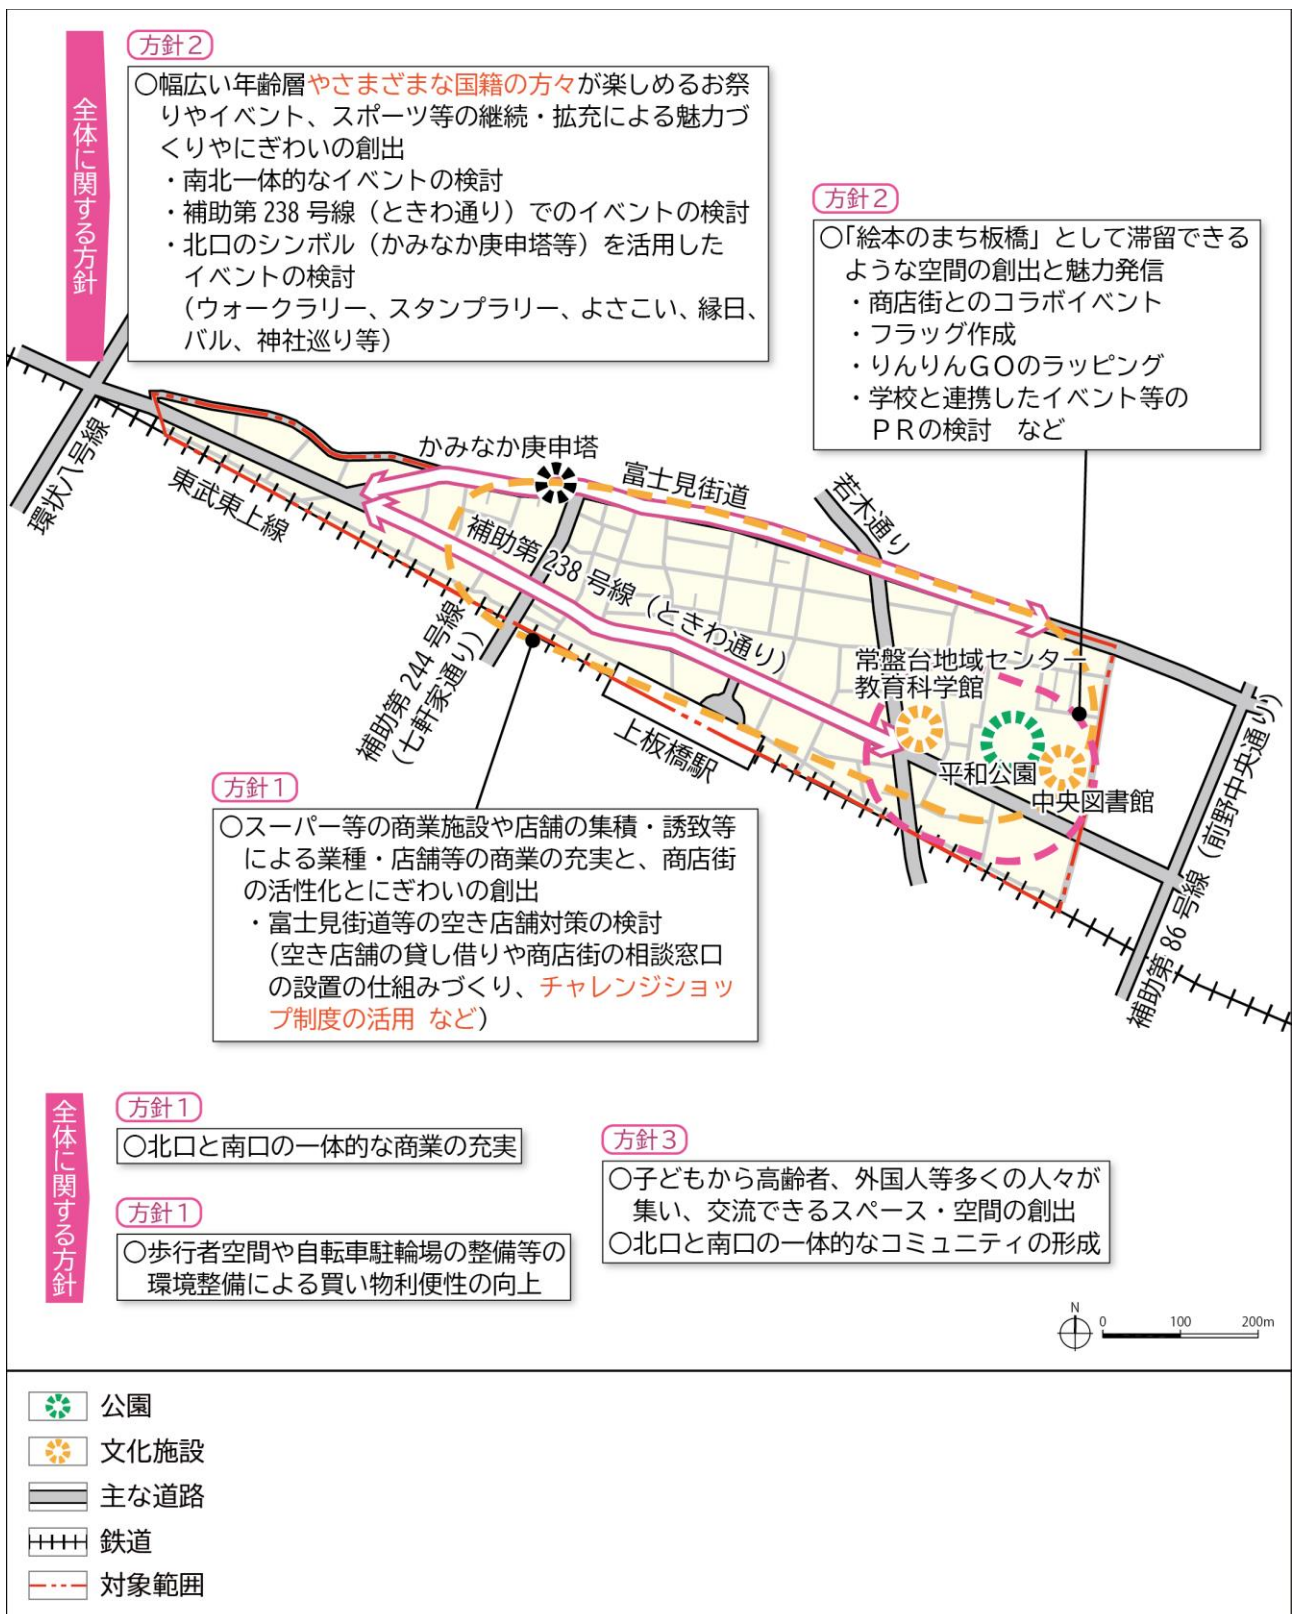 全体に関する方針
方針2
○幅広い年齢層やさまざまな国籍の方々が楽しめるお祭
りやイベント、スポーツ等の継続・拡充による魅力づ
くりやにぎわいの創出
・南北一体的なイベントの検討
・補助第238号線（ときわ通り）でのイベントの検討
・北口のシンボル（かみなか庚申塔等）を活用した
イベントの検討
（ウォークラリー、スタンプラリー、よさこい、縁日、
バル、神社巡り等）
方針2
○「絵本のまち板橋」として滞留できる
ような空間の創出と魅力発信
・商店街とのコラボイベント
・フラッグ作成
・りんりんＧＯのラッピング
・学校と連携したイベント等の
ＰＲの検討　など
環状八号線
東武東上線
かみなか庚申塔
富士見街道
若木通り
補助第238号線（ときわ通り）
補助第244号線
（七軒家通り）
上板橋駅
常盤台地域センター
教育科学館
平和公園
中央図書館
補助第86号線（前野中央通り）
方針1
○スーパー等の商業施設や店舗の集積・誘致等
による業種・店舗等の商業の充実と、商店街
の活性化とにぎわいの創出
・富士見街道等の空き店舗対策の検討
（空き店舗の貸し借りや商店街の相談窓口
の設置の仕組みづくり、チャレンジショッ
プ制度の活用 など）
全体に関する方針
方針1
○北口と南口の一体的な商業の充実
方針1
○歩行者空間や自転車駐輪場の整備等の
環境整備による買い物利便性の向上
方針3
○子どもから高齢者、外国人等多くの人々が
集い、交流できるスペース・空間の創出
○北口と南口の一体的なコミュニティの形成
N
0 100 200m
公園
文化施設
主な道路
鉄道
対象範囲